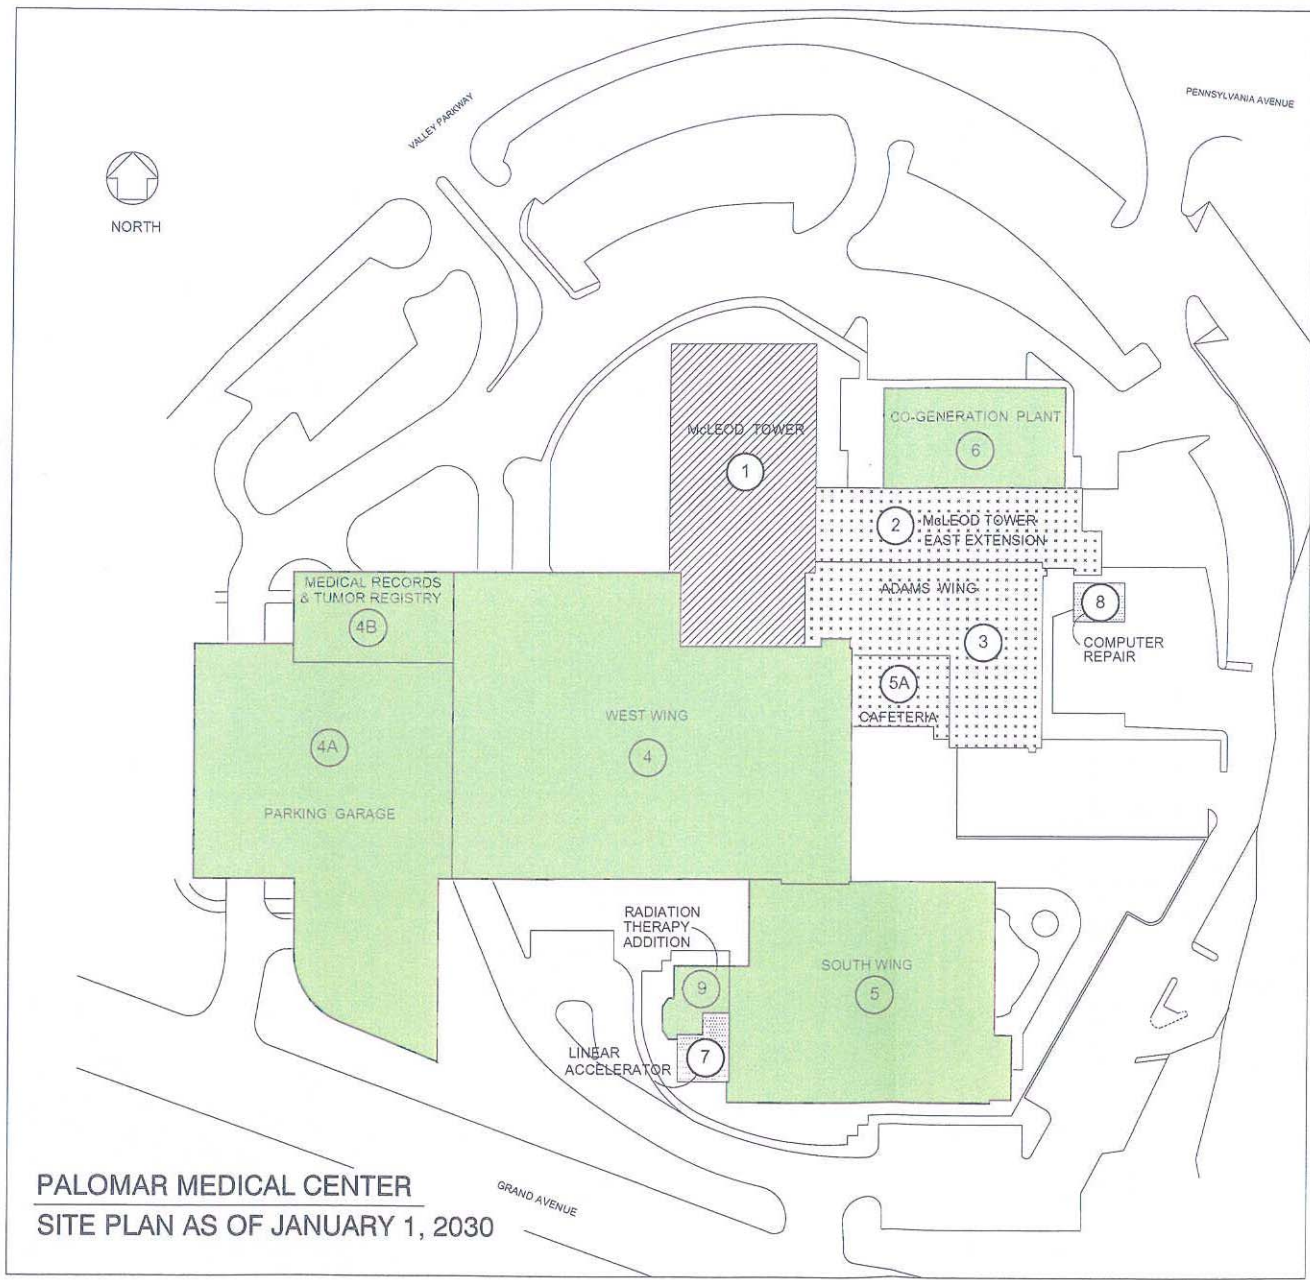 PENNSYLVANIA AVENUE
VALLEY PARKWAY
NORTH
McLEOD TOWER
1
CO-GENERATION PLANT
6
2
McLEOD TOWER
EAST EXTENSION
MEDICAL RECORDS
& TUMOR REGISTRY
4B
ADAMS WING
3
8
COMPUTER
REPAIR
5A
CAFETERIA
WEST WING
4
4A
PARKING GARAGE
RADIATION
THERAPY
ADDITION
9
SOUTH WING
5
LINEAR
ACCELERATOR
7
PALOMAR MEDICAL CENTER
SITE PLAN AS OF JANUARY 1, 2030
GRAND AVENUE